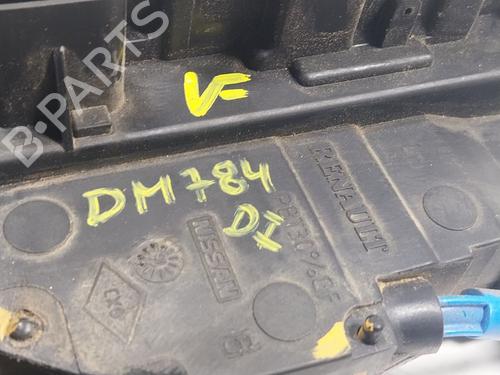 B-PARTS
VF
DM784
DI
RENAULT
NISSAN